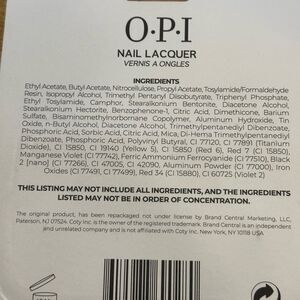 O·P·I
NAIL LACQUER
VERNIS A ONGLES
INGREDIENTS
Ethyl Acetate, Butyl Acetate, Nitrocellulose, Propyl Acetate, Tosylamide/Formaldehyde
Resin, Isopropyl Alcohol, Trimethyl Pentanyl Diisobutyrate, Triphenyl Phosphate,
Ethyl Tosylamide, Camphor, Stearalkonium Bentonite, Diacetone Alcohol,
Stearalkonium Hectorite, Benzophenone-1, Citric Acid, Dimethicone, Barium
Sulfate, Bisaminomethylnorbornane Copolymer, Tin
Oxide, n-Butyl Alcohol, Diacetone Alcohol, Trimethylpentanediyl Dibenzoate,
Phosphoric Acid, Sorbic Acid, Citric Acid, Mica, Di-Hema Trimethylpentanediyl Dibenzoate,
Phosphoric Acid, Polyvinyl Butyral, CI 77120, CI 77891 (Titanium
Dioxide), CI 15850, CI 19140 (Yellow 5), CI 15850 (Red 6), Red 7 (CI 15850),
Manganese Violet (CI 77742), Ferric Ammonium Ferrocyanide (CI 77510), Black
2 [nano] (CI 77266), CI 47005, CI 42090, Aluminum Powder (CI 77000), Iron
Oxides (CI 77491, CI 77499), Red 34 (CI 15880), CI 60725 (Violet 2)
THIS LISTING MAY NOT INCLUDE ALL INGREDIENTS, AND THE INGREDIENTS
LISTED MAY NOT BE IN ORDER OF CONCENTRATION.
The original product, has been repackaged not under license by Brand Central Marketing, LLC,
Paterson, NJ 07524. Coty Inc. is the owner of the registered trademark. Brand Central is an independent
and unrelated company and is not affiliated with Coty Inc. New York, NY 10118 USA